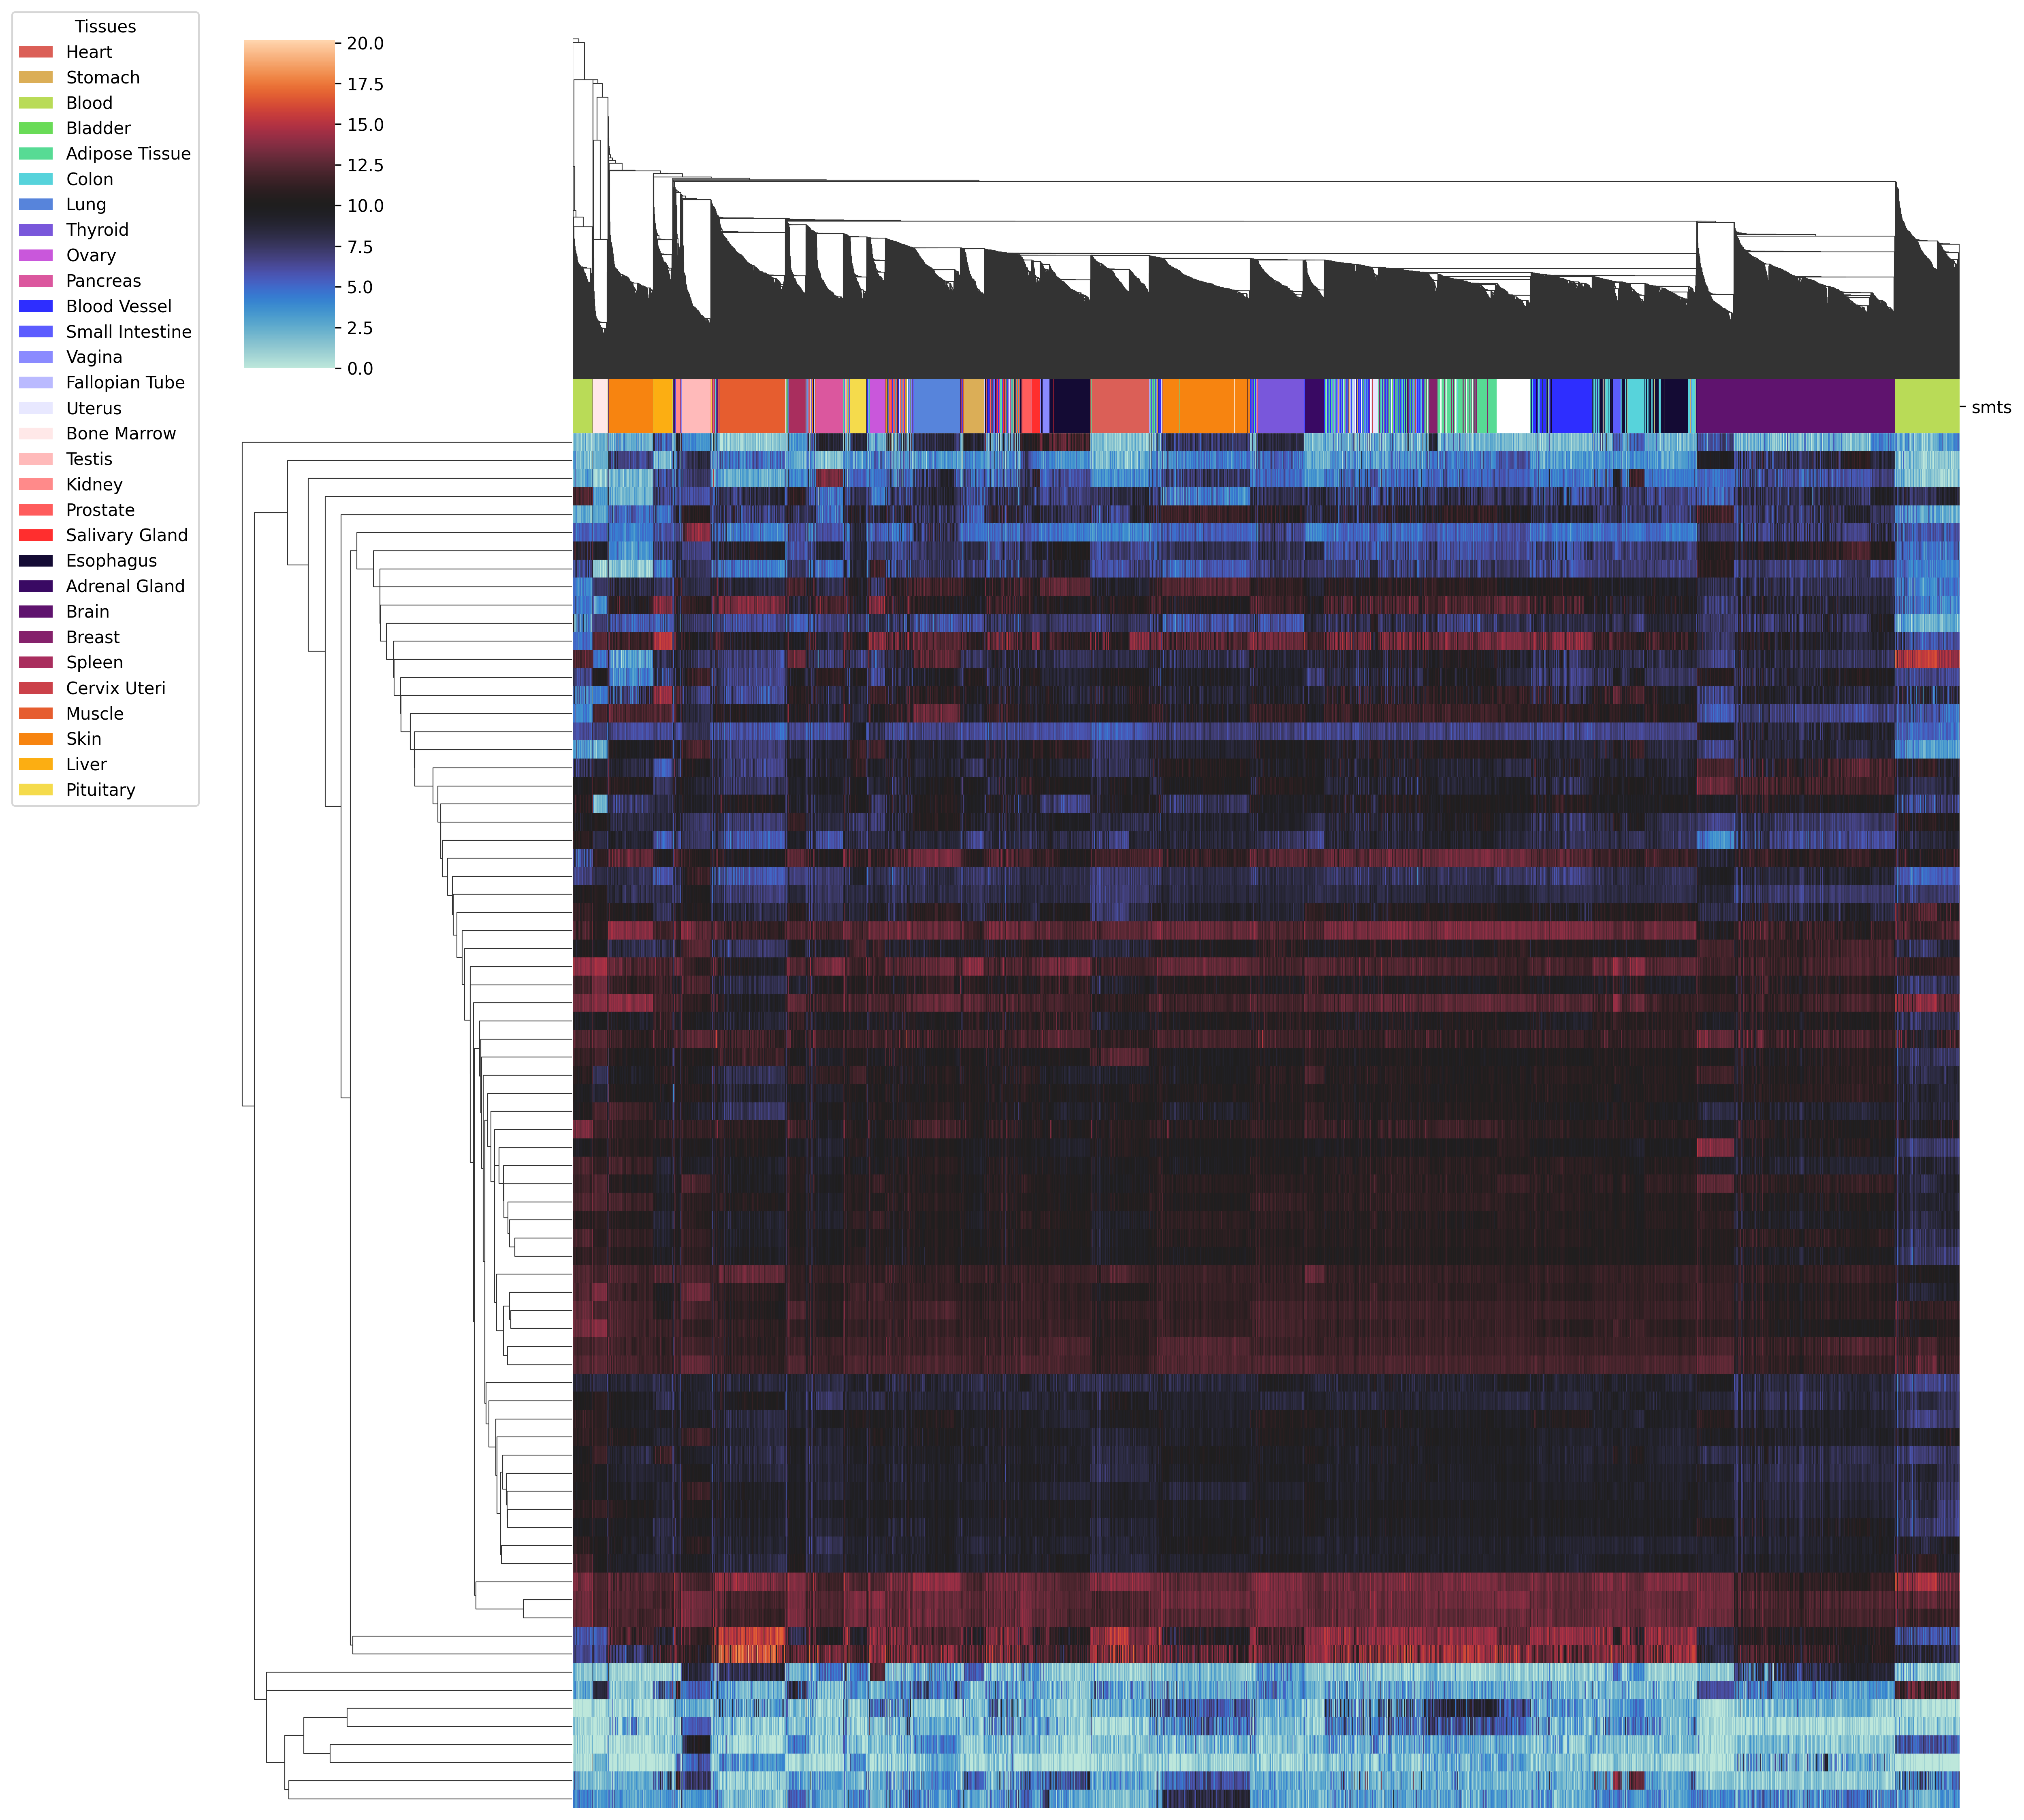 Tissues
Heart
Stomach
Blood
Bladder
Adipose Tissue
Colon
Lung
Thyroid
Ovary
Pancreas
Blood Vessel
Small Intestine
Vagina
Fallopian Tube
Uterus
Bone Marrow
Testis
Kidney
Prostate
Salivary Gland
Esophagus
Adrenal Gland
Brain
Breast
Spleen
Cervix Uteri
Muscle
Skin
Liver
Pituitary
20.0
17.5
15.0
12.5
10.0
7.5
5.0
2.5
0.0
smts